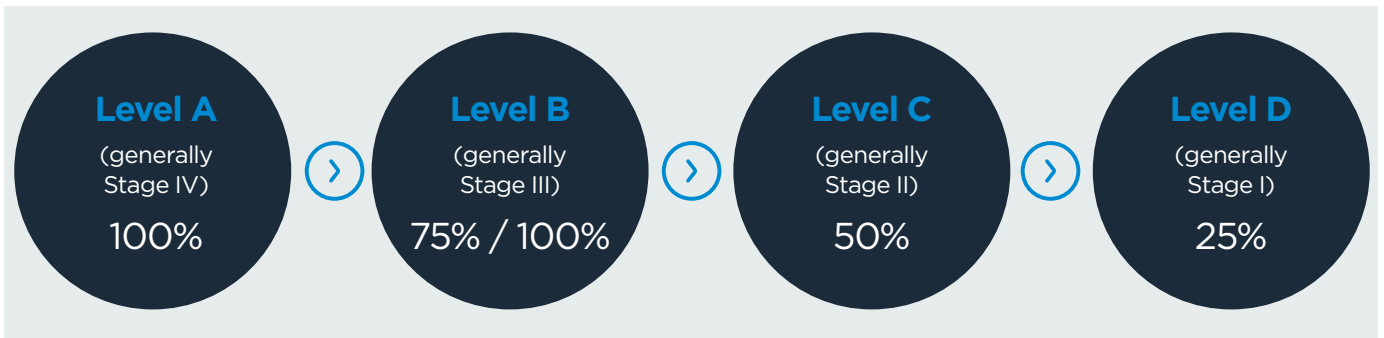 Level A
(generally
Stage IV)
100%
Level B
(generally
Stage III)
75% / 100%
Level C
(generally
Stage II)
50%
Level D
(generally
Stage I)
25%